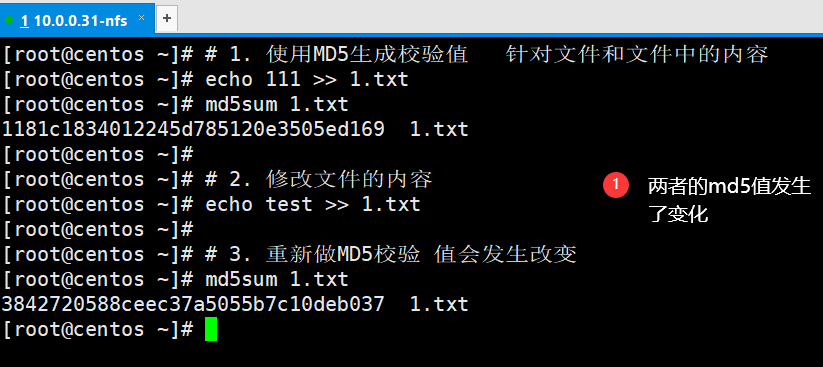 1 10.0.0.31-nfs × +
[root@centos ~]# # 1. 使用MD5生成校验值 针对文件和文件中的内容
[root@centos ~]# echo 111 >> 1.txt
[root@centos ~]# md5sum 1.txt
1181c1834012245d785120e3505ed169 1.txt
[root@centos ~]#
[root@centos ~]# # 2. 修改文件的内容
[root@centos ~]# echo test >> 1.txt
[root@centos ~]#
[root@centos ~]# # 3. 重新做MD5校验 值会发生改变
[root@centos ~]# md5sum 1.txt
3842720588ceec37a5055b7c10deb037 1.txt
[root@centos ~]#
1 两者的md5值发生
了变化